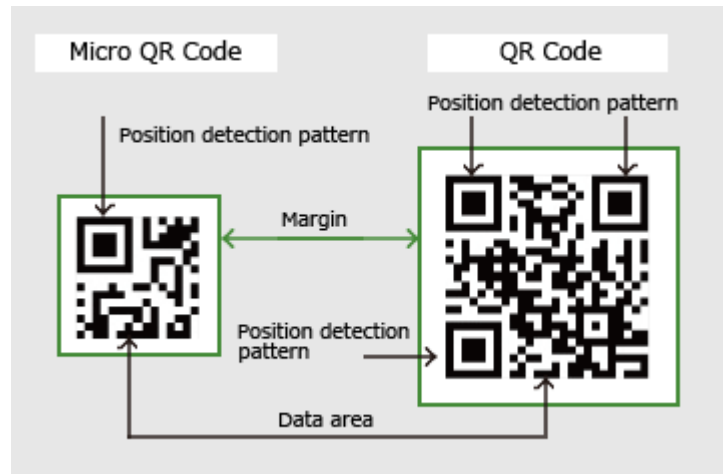 Micro QR Code
QR Code
Position detection pattern
Position detection pattern
Margin
Position detection
pattern
Data area